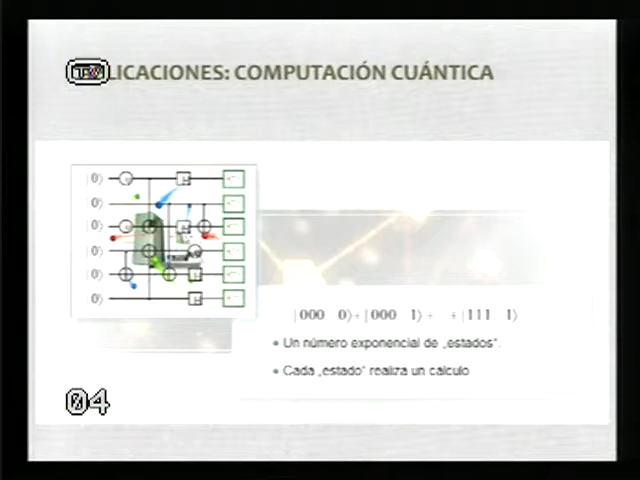 LICACIONES: COMPUTACIÓN CUÁNTICA
|0⟩ H
|0⟩
|0⟩ H
|0⟩
|0⟩ H
|0⟩ H
|000 0⟩+|000 1⟩+ +|111 1⟩
• Un número exponencial de „estados“.
• Cada „estado“ realiza un cálculo
04